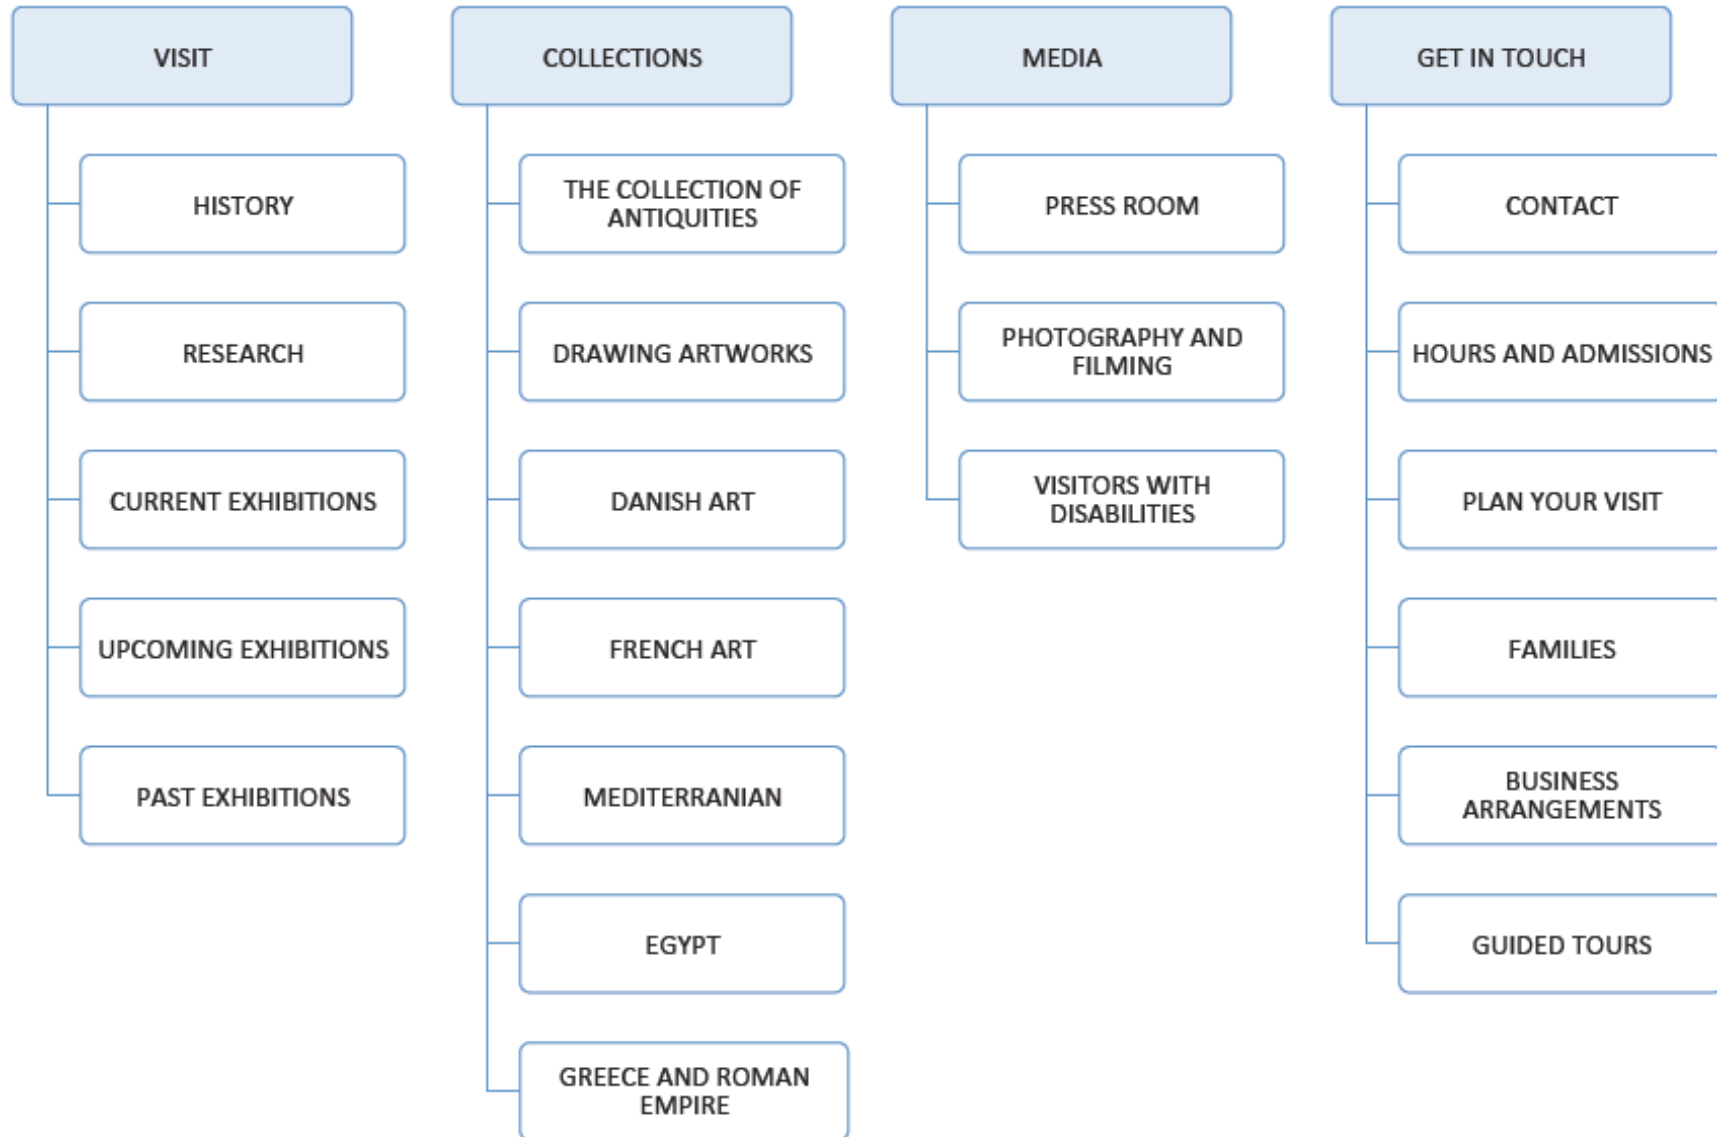 VISIT
HISTORY
RESEARCH
CURRENT EXHIBITIONS
UPCOMING EXHIBITIONS
PAST EXHIBITIONS
COLLECTIONS
THE COLLECTION OF
ANTIQUITIES
DRAWING ARTWORKS
DANISH ART
FRENCH ART
MEDITERRANIAN
EGYPT
GREECE AND ROMAN
EMPIRE
MEDIA
PRESS ROOM
PHOTOGRAPHY AND
FILMING
VISITORS WITH
DISABILITIES
GET IN TOUCH
CONTACT
HOURS AND ADMISSIONS
PLAN YOUR VISIT
FAMILIES
BUSINESS
ARRANGEMENTS
GUIDED TOURS